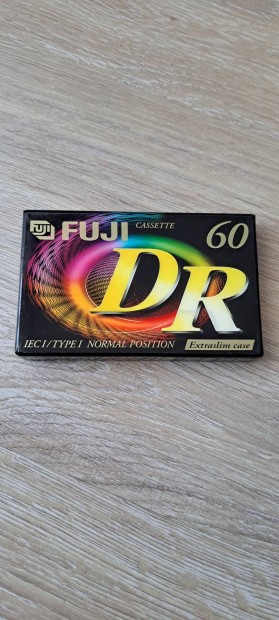 FUJI FUJI CASSETTE 60
DR
IEC I/TYPE I NORMAL POSITION Extraslim case